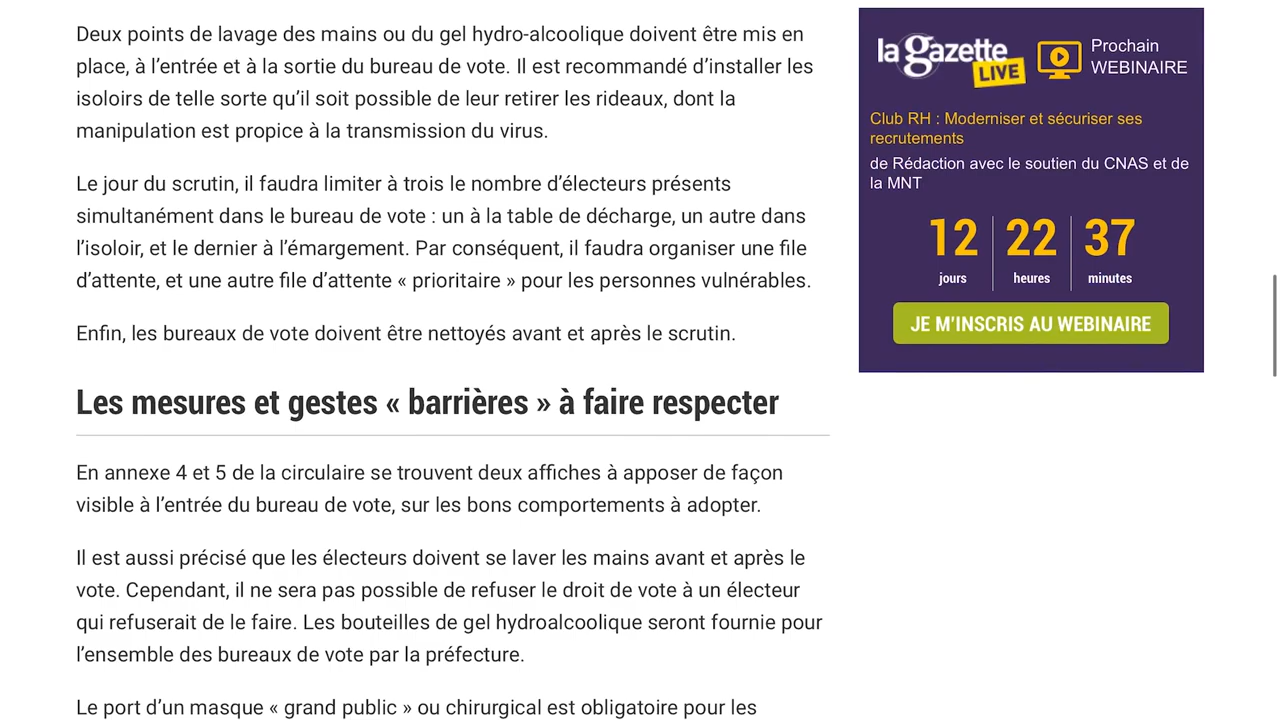 Deux points de lavage des mains ou du gel hydro-alcoolique doivent être mis en
place, à l’entrée et à la sortie du bureau de vote. Il est recommandé d’installer les
isoloirs de telle sorte qu’il soit possible de leur retirer les rideaux, dont la
manipulation est propice à la transmission du virus.
Le jour du scrutin, il faudra limiter à trois le nombre d’électeurs présents
simultanément dans le bureau de vote : un à la table de décharge, un autre dans
l’isoloir, et le dernier à l’émargement. Par conséquent, il faudra organiser une file
d’attente, et une autre file d’attente « prioritaire » pour les personnes vulnérables.
Enfin, les bureaux de vote doivent être nettoyés avant et après le scrutin.
Les mesures et gestes « barrières » à faire respecter
En annexe 4 et 5 de la circulaire se trouvent deux affiches à apposer de façon
visible à l’entrée du bureau de vote, sur les bons comportements à adopter.
Il est aussi précisé que les électeurs doivent se laver les mains avant et après le
vote. Cependant, il ne sera pas possible de refuser le droit de vote à un électeur
qui refuserait de le faire. Les bouteilles de gel hydroalcoolique seront fournie pour
l’ensemble des bureaux de vote par la préfecture.
Le port d’un masque « grand public » ou chirurgical est obligatoire pour les
la gazette
LIVE
Prochain
WEBINAIRE
Club RH : Moderniser et sécuriser ses
recrutements
de Rédaction avec le soutien du CNAS et de
la MNT
12 22 37
jours heures minutes
JE M'INSCRIS AU WEBINAIRE